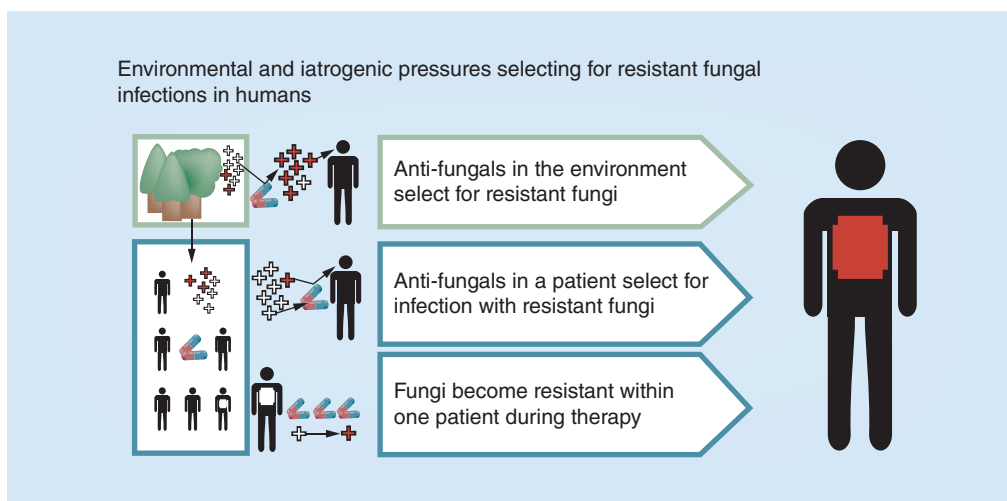 Environmental and iatrogenic pressures selecting for resistant fungal
infections in humans
Anti-fungals in the environment
select for resistant fungi
Anti-fungals in a patient select for
infection with resistant fungi
Fungi become resistant within
one patient during therapy